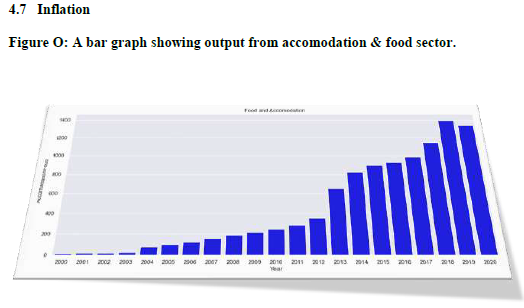 4.7 Inflation
Figure O: A bar graph showing output from accomodation & food sector.
Food and Accomodation
1400
1200
1000
800
600
400
200
0
2000 2001 2002 2003 2004 2005 2006 2007 2008 2009 2010 2011 2012 2013 2014 2015 2016 2017 2018 2019 2020
Year